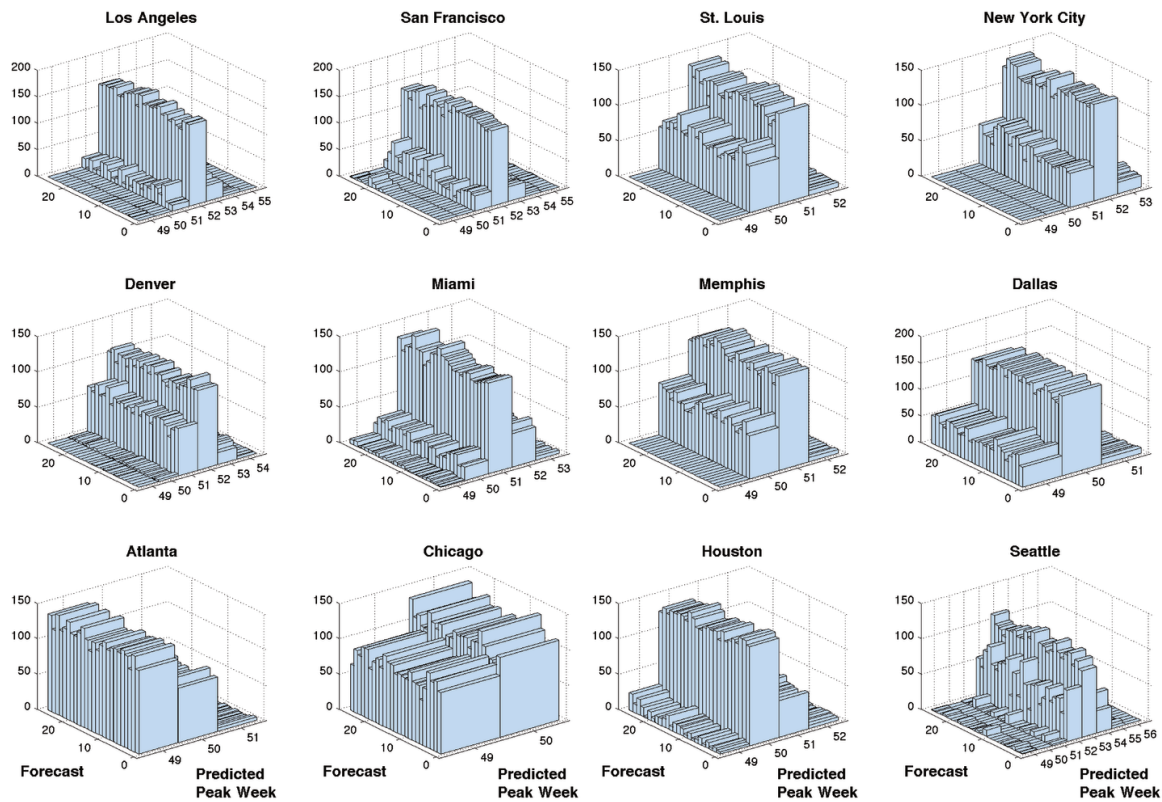 Los Angeles
San Francisco
St. Louis
New York City
200
150
100
50
0
20
10
0
49 50 51 52 53 54 55
200
150
100
50
0
20
10
0
49 50 51 52 53 54 55
150
100
50
0
20
10
0
49 50 52
150
100
50
0
20
10
0
49 50 51 52 53
Denver
Miami
Memphis
Dallas
150
100
50
0
20
10
0
49 50 51 52 53 54
150
100
50
0
20
10
0
49 50 51 52 53
150
100
50
0
20
10
0
49 50 52
200
150
100
50
0
20
10
0
49 50 51
Atlanta
Chicago
Houston
Seattle
150
100
50
0
20
10
0
49 50 51
Forecast
Predicted
Peak Week
150
100
50
0
20
10
0
49 50
Forecast
Predicted
Peak Week
150
100
50
0
20
10
0
49 50 51 52
Forecast
Predicted
Peak Week
150
100
50
0
20
10
0
49 50 51 52 53 54 55 56
Forecast
Predicted
Peak Week